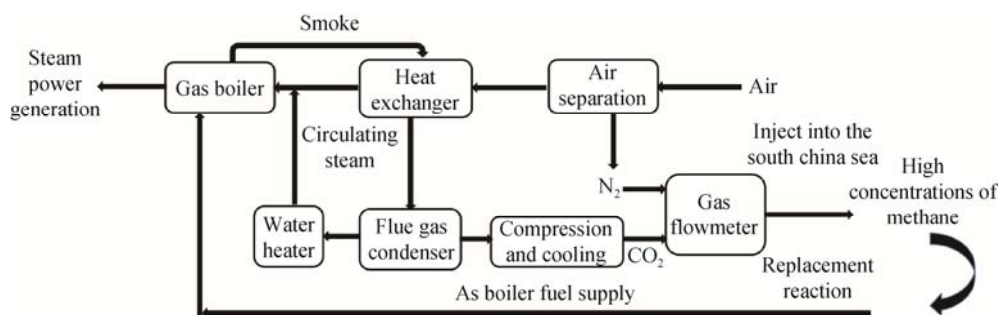 Smoke
Steam
power
generation
Gas boiler
Heat
exchanger
Air
separation
Air
Circulating
steam
Inject into the
south china sea
N₂
Gas
flowmeter
High
concentrations of
methane
Water
heater
Flue gas
condenser
Compression
and cooling
CO₂
Replacement
reaction
As boiler fuel supply